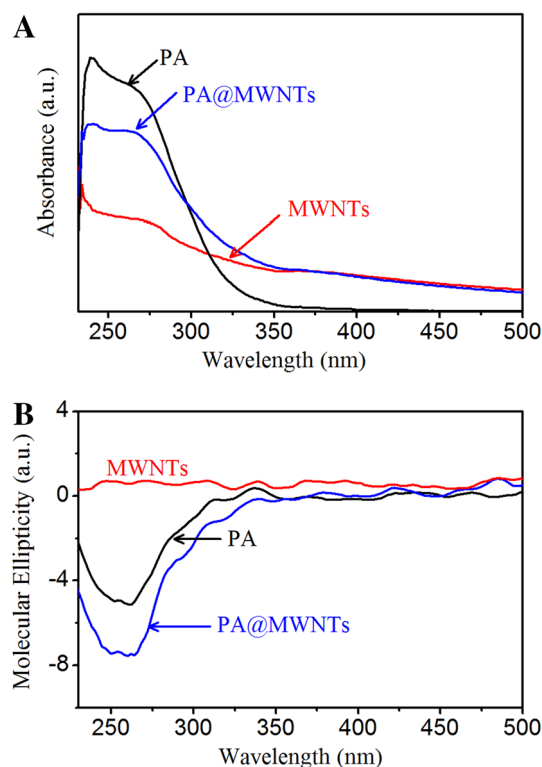 A
PA
PA@MWNTs
MWNTs
Absorbance (a.u.)
250 300 350 400 450 500
Wavelength (nm)
B
4
MWNTs
0
PA
-4
PA@MWNTs
-8
Molecular Ellipticity (a.u.)
250 300 350 400 450 500
Wavelength (nm)